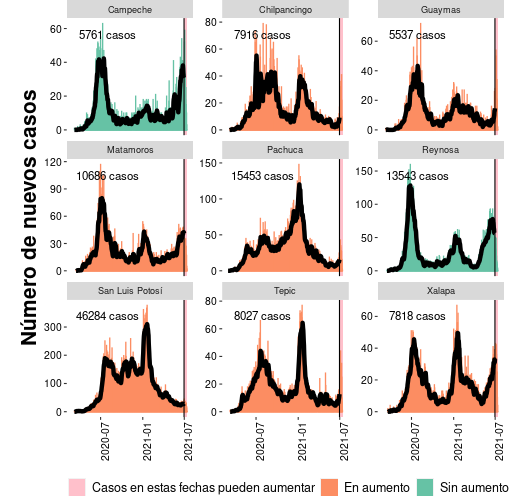 Número de nuevos casos
Campeche
Chilpancingo
Guaymas
60
40
20
0
5761 casos
80
60
40
20
0
7916 casos
60
40
20
0
5537 casos
Matamoros
Pachuca
Reynosa
120
90
60
30
0
10686 casos
150
100
50
0
15453 casos
150
100
50
0
13543 casos
San Luis Potosí
Tepic
Xalapa
300
200
100
0
46284 casos
80
60
40
20
0
8027 casos
60
40
20
0
7818 casos
2020-07
2021-01
2021-07
2020-07
2021-01
2021-07
2020-07
2021-01
2021-07
Casos en estas fechas pueden aumentar
En aumento
Sin aumento